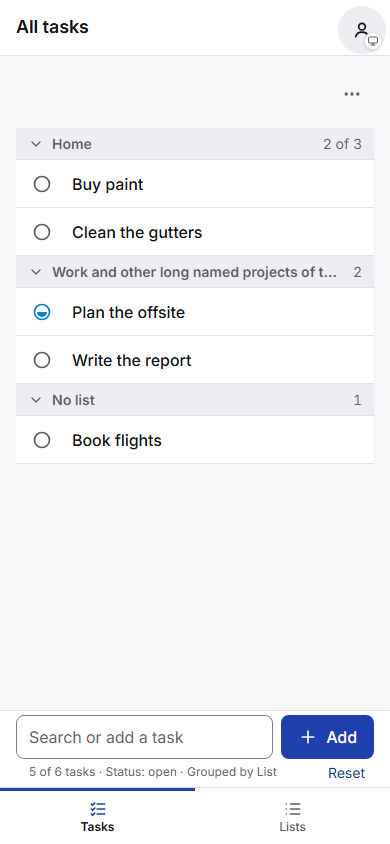 All tasks
Home 2 of 3
Buy paint
Clean the gutters
Work and other long named projects of t... 2
Plan the offsite
Write the report
No list 1
Book flights
Search or add a task
Add
5 of 6 tasks · Status: open · Grouped by List
Reset
Tasks
Lists